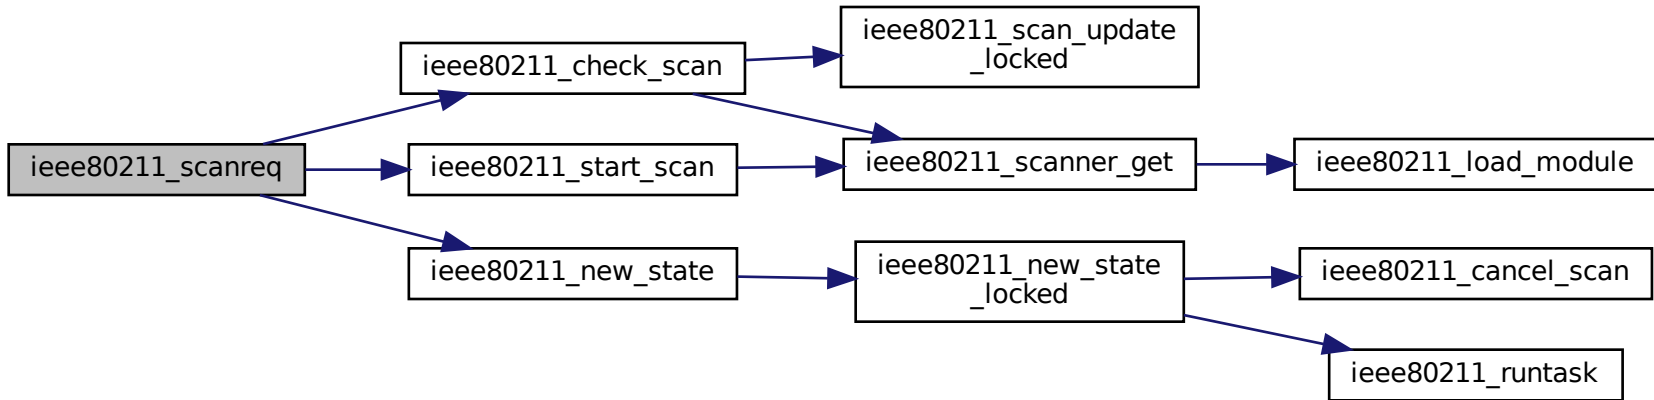 ieee80211_scanreq
ieee80211_check_scan
ieee80211_start_scan
ieee80211_new_state
ieee80211_scan_update
_locked
ieee80211_scanner_get
ieee80211_new_state
_locked
ieee80211_load_module
ieee80211_cancel_scan
ieee80211_runtask